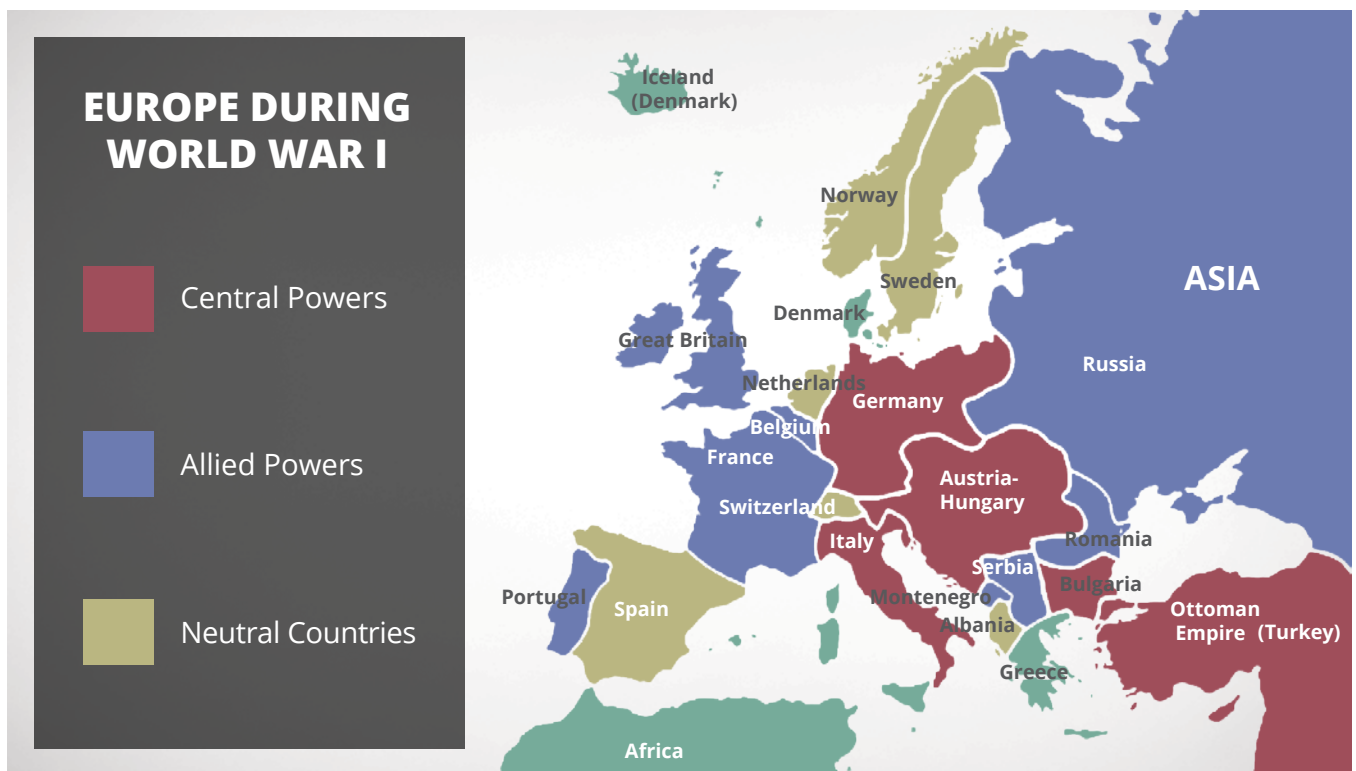 EUROPE DURING
WORLD WAR I
Central Powers
Allied Powers
Neutral Countries
Iceland
(Denmark)
Norway
Sweden
ASIA
Denmark
Great Britain
Russia
Netherlands
Germany
Belgium
France
Austria-
Hungary
Switzerland
Italy
Romania
Serbia
Bulgaria
Portugal
Spain
Montenegro
Albania
Ottoman
Empire (Turkey)
Greece
Africa